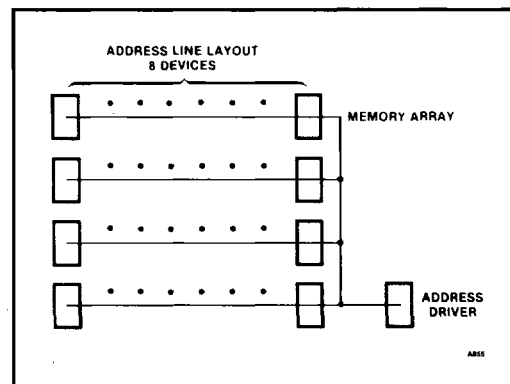 ADDRESS LINE LAYOUT
8 DEVICES
MEMORY ARRAY
ADDRESS
DRIVER
A855